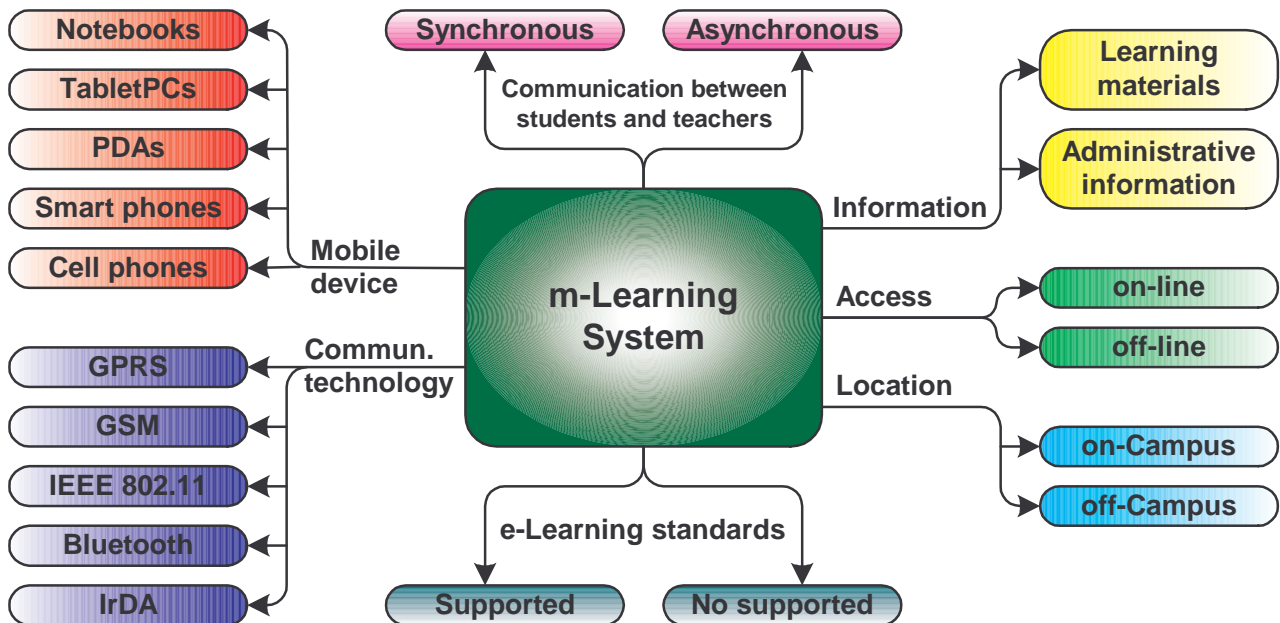 Notebooks
TabletPCs
PDAs
Smart phones
Cell phones
Mobile
device
GPRS
GSM
IEEE 802.11
Bluetooth
IrDA
Commun.
technology
Synchronous
Asynchronous
Communication between
students and teachers
m-Learning
System
e-Learning standards
Supported
No supported
Information
Learning
materials
Administrative
information
Access
on-line
off-line
Location
on-Campus
off-Campus